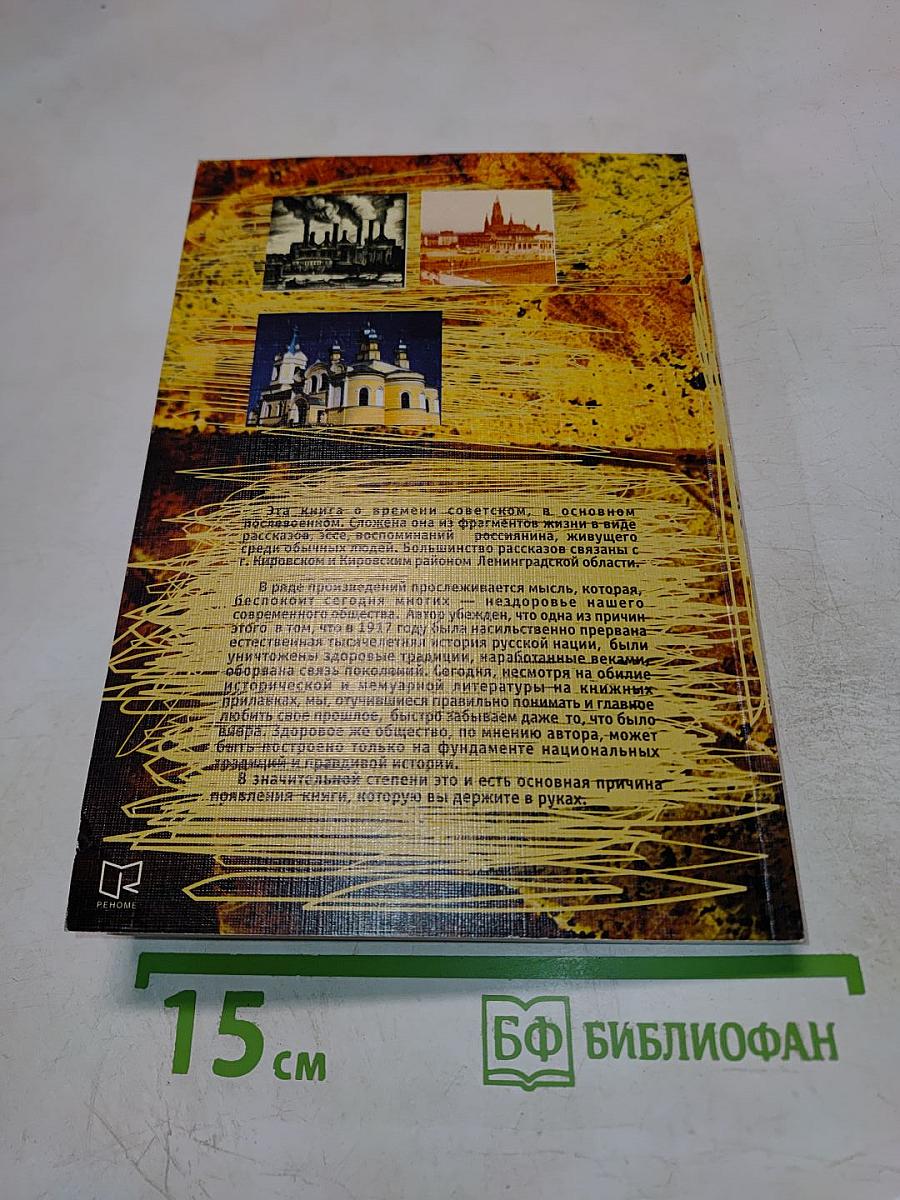 Эта книга о времени советском, в основном
послевоенном. Сложена она из фрагментов жизни в виде
рассказов, эссе, воспоминаний россиянина, живущего
среди обычных людей. Большинство рассказов связаны с
г. Кировском и Кировским районом Ленинградской области.
В ряде произведений прослеживается мысль, которая,
беспокоит сегодня многих — нездоровье нашего
современного общества. Автор убежден, что одна из причин
этого в том, что в 1917 году была насильственно прервана
естественная тысячелетняя история русской нации, были
уничтожены здоровые традиции, наработанные веками,
оборвана связь поколений. Сегодня, несмотря на обилие
исторической и мемуарной литературы на книжных
прилавках, мы, отучившиеся правильно понимать и главное
любить свое прошлое, быстро забываем даже то, что было
вчера. Здоровое же общество, по мнению автора, может
быть построено только на фундаменте национальных
традиций и правдивой истории.
В значительной степени это и есть основная причина
появления книги, которую вы держите в руках.
РЕНОМЕ
15 см
БФ БИБЛИОФАН